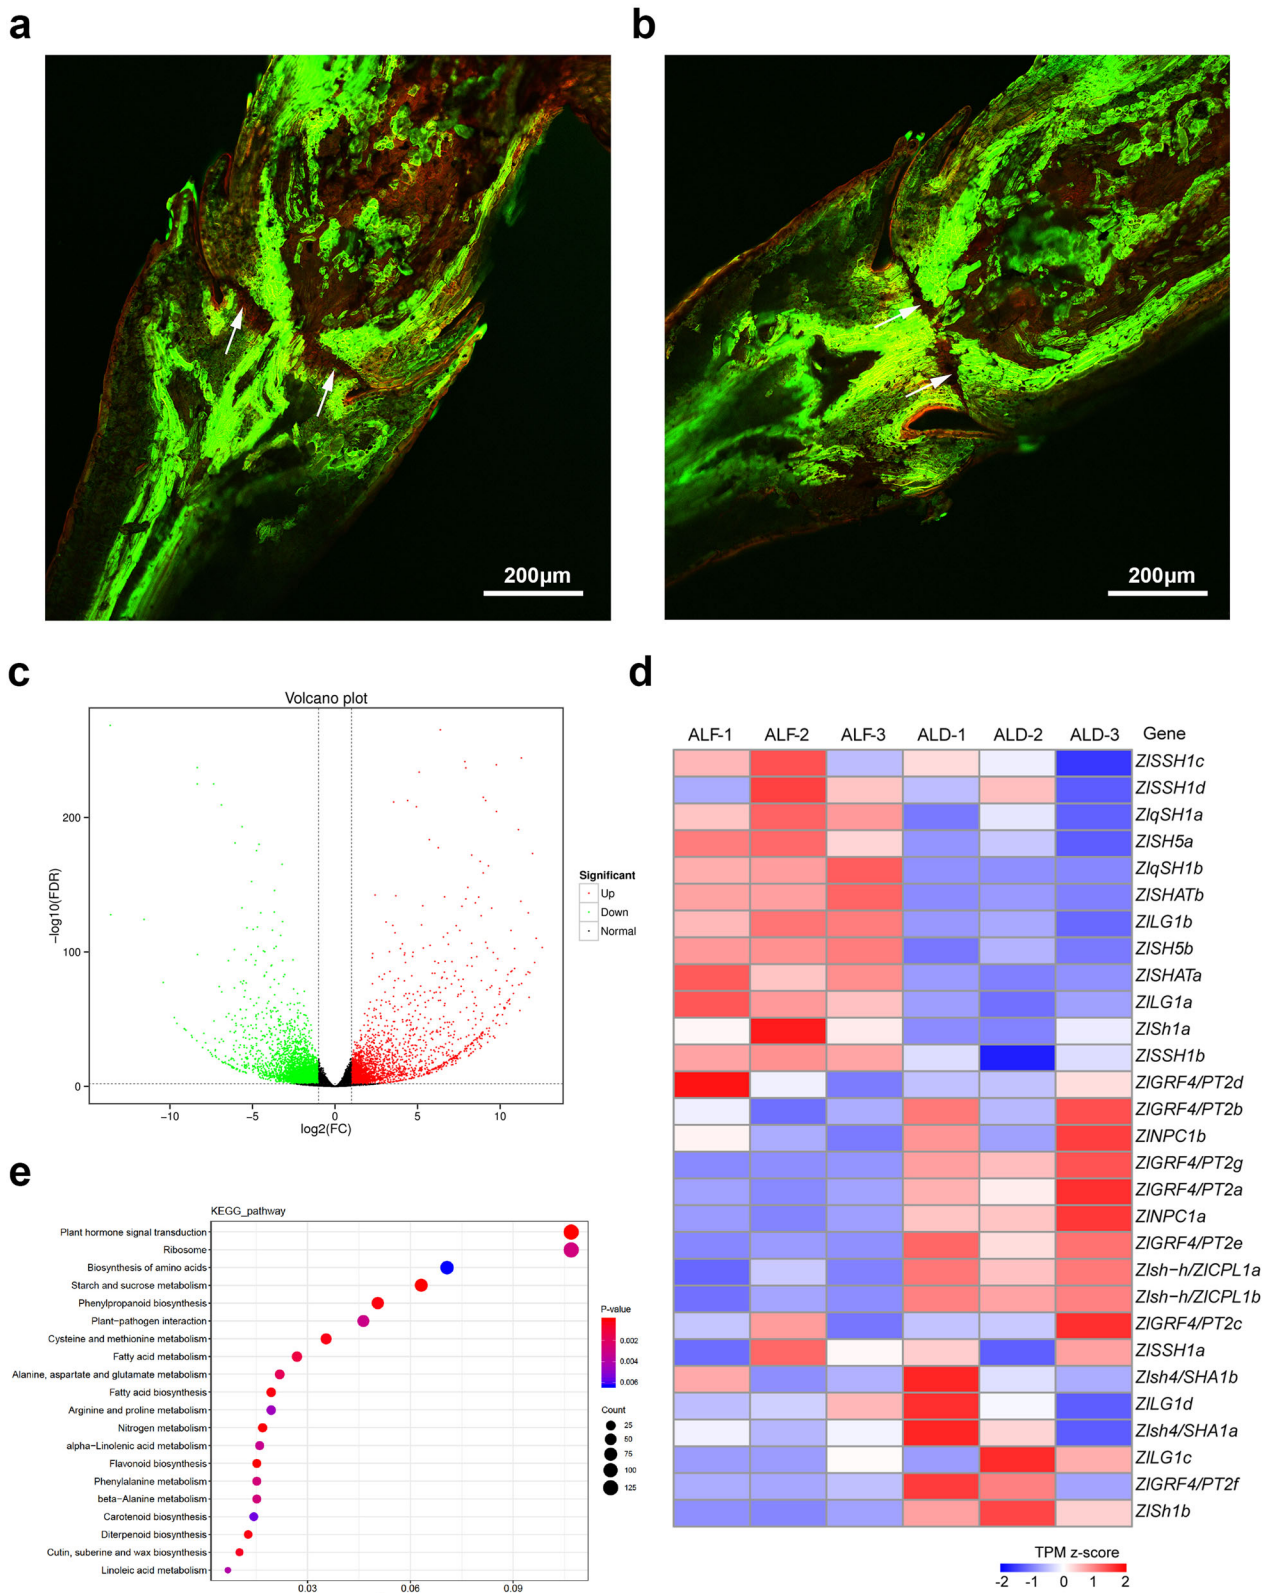 a
b
200μm
200μm
c
d
Volcano plot
−log10(FDR)
200
100
0
−10
−5
0
5
10
log2(FC)
Significant
Up
Down
Normal
ALF-1 ALF-2 ALF-3 ALD-1 ALD-2 ALD-3 Gene
ZlSSH1c
ZlSSH1d
ZlqSH1a
ZlSH5a
ZlqSH1b
ZlSHATb
ZlLG1b
ZlSH5b
ZlSHATa
ZlLG1a
ZlSh1a
ZlSSH1b
ZlGRF4/PT2d
ZlGRF4/PT2b
ZlNPC1b
ZlGRF4/PT2g
ZlGRF4/PT2a
ZlNPC1a
ZlGRF4/PT2e
Zlsh−h/ZlCPL1a
Zlsh−h/ZlCPL1b
ZlGRF4/PT2c
ZlSSH1a
Zlsh4/SHA1b
ZlLG1d
Zlsh4/SHA1a
ZlLG1c
ZlGRF4/PT2f
ZlSh1b
TPM z-score
-2 -1 0 1 2
e
KEGG_pathway
Plant hormone signal transduction
Ribosome
Biosynthesis of amino acids
Starch and sucrose metabolism
Phenylpropanoid biosynthesis
Plant−pathogen interaction
Cysteine and methionine metabolism
Fatty acid metabolism
Alanine, aspartate and glutamate metabolism
Fatty acid biosynthesis
Arginine and proline metabolism
Nitrogen metabolism
alpha−Linolenic acid metabolism
Flavonoid biosynthesis
Phenylalanine metabolism
beta−Alanine metabolism
Carotenoid biosynthesis
Diterpenoid biosynthesis
Cutin, suberine and wax biosynthesis
Linoleic acid metabolism
0.03 0.06 0.09
P-value
0.002
0.004
0.006
Count
25
50
75
100
125